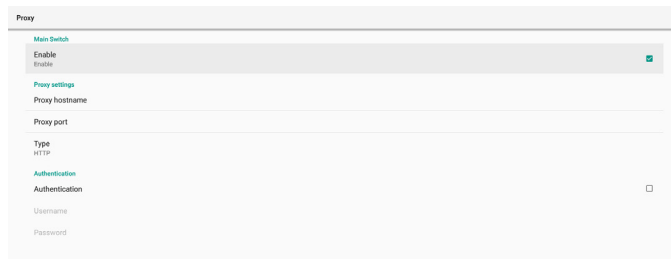 Proxy
Main Switch
Enable
Enable
Proxy settings
Proxy hostname
Proxy port
Type
HTTP
Authentication
Authentication
Username
Password